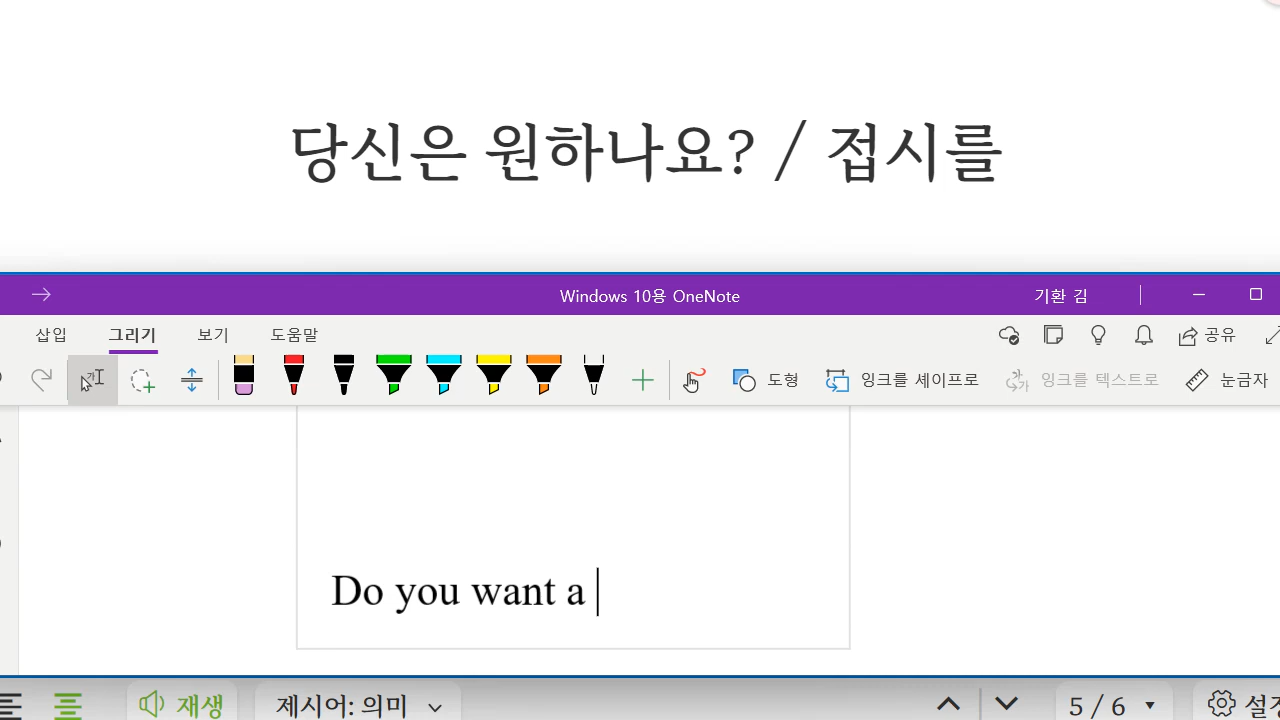 당신은 원하나요? / 접시를
Windows 10용 OneNote
기환 김
삽입 그리기 보기 도움말
공유
도형 잉크를 셰이프로 잉크를 텍스트로 눈금자
Do you want a
재생 제시어: 의미 5 / 6 설정